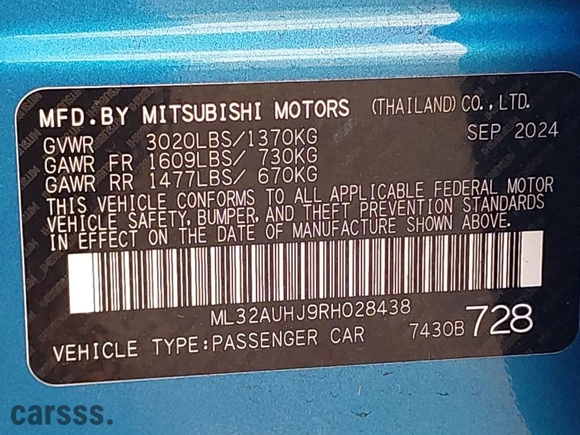 MFD.BY MITSUBISHI MOTORS (THAILAND)CO.,LTD.
GVWR 3020LBS/1370KG SEP 2024
GAWR FR 1609LBS/ 730KG
GAWR RR 1477LBS/ 670KG
THIS VEHICLE CONFORMS TO ALL APPLICABLE FEDERAL MOTOR
VEHICLE SAFETY, BUMPER, AND THEFT PREVENTION STANDARDS
IN EFFECT ON THE DATE OF MANUFACTURE SHOWN ABOVE.
ML32AUHJ9RH028438
VEHICLE TYPE:PASSENGER CAR 7430B 728
carsss.